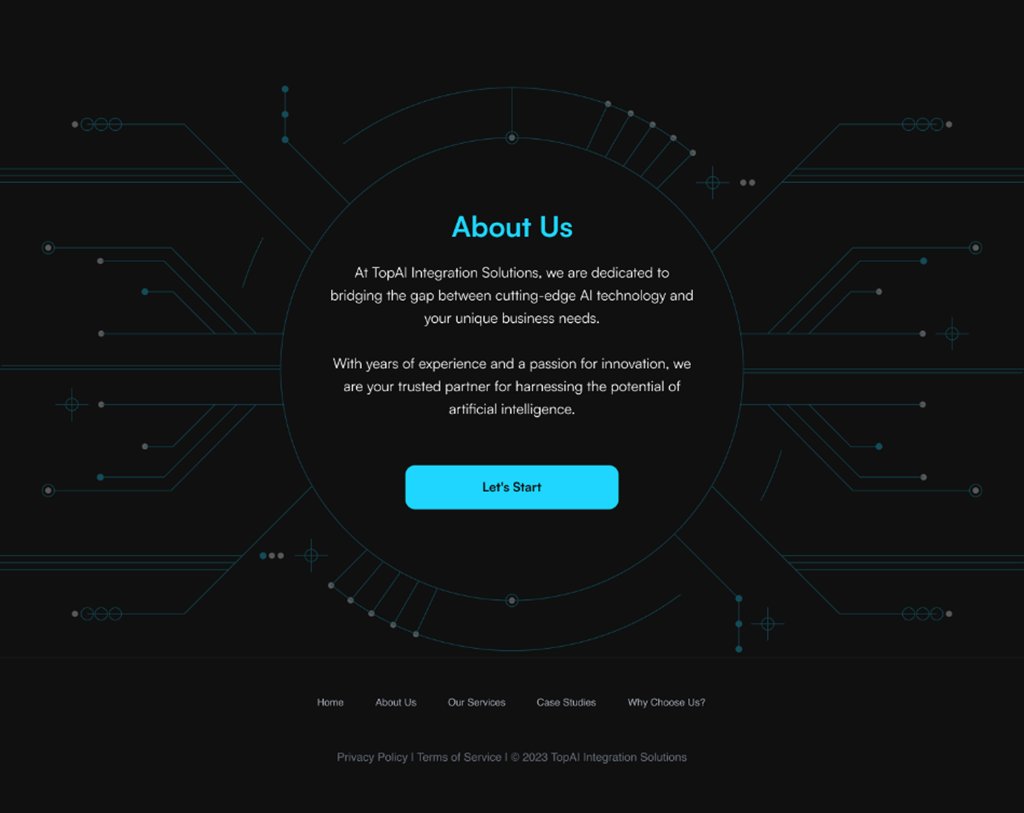 About Us
At TopAI Integration Solutions, we are dedicated to
bridging the gap between cutting-edge AI technology and
your unique business needs.
With years of experience and a passion for innovation, we
are your trusted partner for harnessing the potential of
artificial intelligence.
Let's Start
Home About Us Our Services Case Studies Why Choose Us?
Privacy Policy | Terms of Service | © 2023 TopAI Integration Solutions